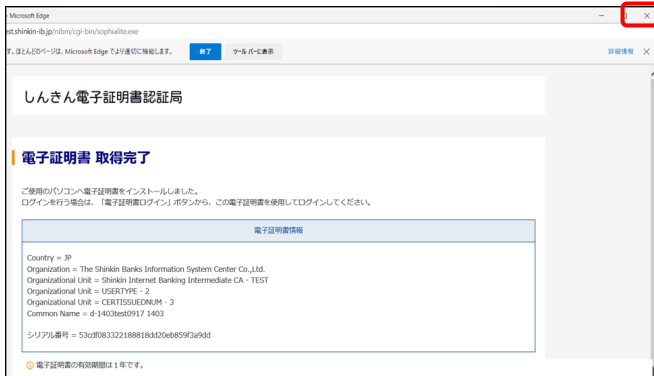 - Microsoft Edge
est.shinkin-ib.jp/nibm/cgi-bin/sophialite.exe
す。ほとんどのページは、Microsoft Edge でより適切に機能します。 終了 ツール バーに表示 詳細情報
しんきん電子証明書認証局
電子証明書 取得完了
ご使用のパソコンへ電子証明書をインストールしました。
ログインを行う場合は、「電子証明書ログイン」ボタンから、この電子証明書を使用してログインしてください。
電子証明書情報
Country = JP
Organization = The Shinkin Banks Information System Center Co.,Ltd.
Organizational Unit = Shinkin Internet Banking Intermediate CA - TEST
Organizational Unit = USERTYPE - 2
Organizational Unit = CERTISSUEDNUM - 3
Common Name = d-1403test0917 1403
シリアル番号 = 53cdf083322188818dd20eb859f3a9dd
電子証明書の有効期間は１年です。